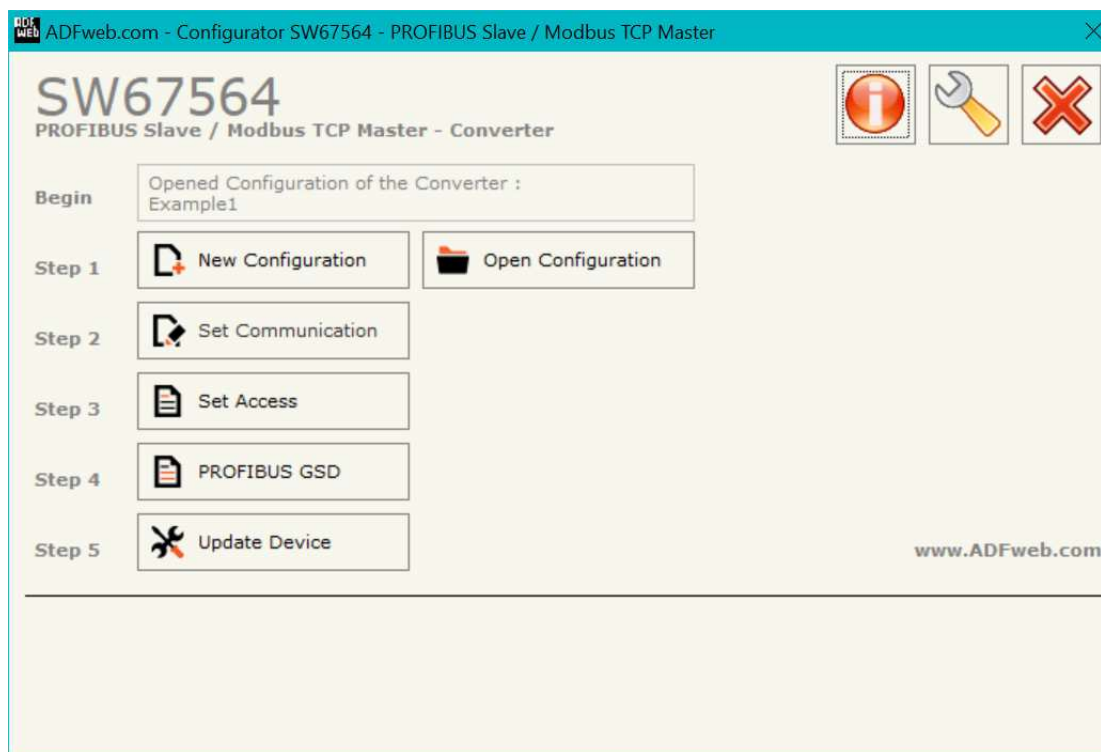 ADFweb.com - Configurator SW67564 - PROFIBUS Slave / Modbus TCP Master
SW67564
PROFIBUS Slave / Modbus TCP Master - Converter
Begin
Opened Configuration of the Converter :
Example1
Step 1
New Configuration
Open Configuration
Step 2
Set Communication
Step 3
Set Access
Step 4
PROFIBUS GSD
Step 5
Update Device
www.ADFweb.com